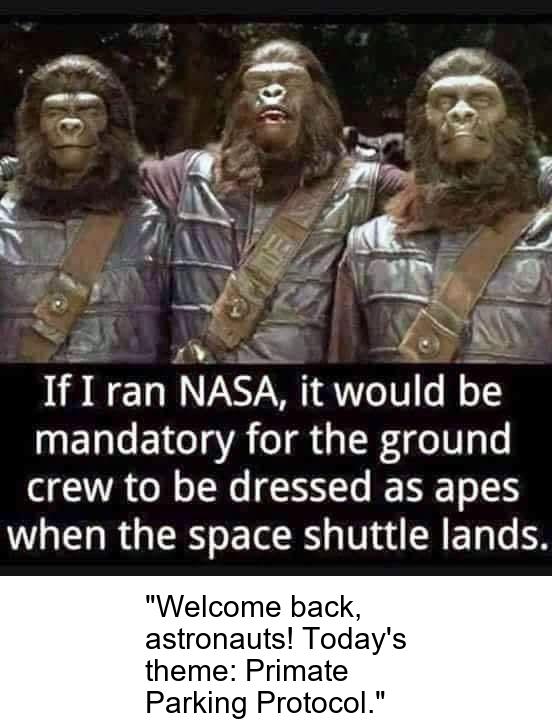 If I ran NASA, it would be
mandatory for the ground
crew to be dressed as apes
when the space shuttle lands.
"Welcome back,
astronauts! Today's
theme: Primate
Parking Protocol."